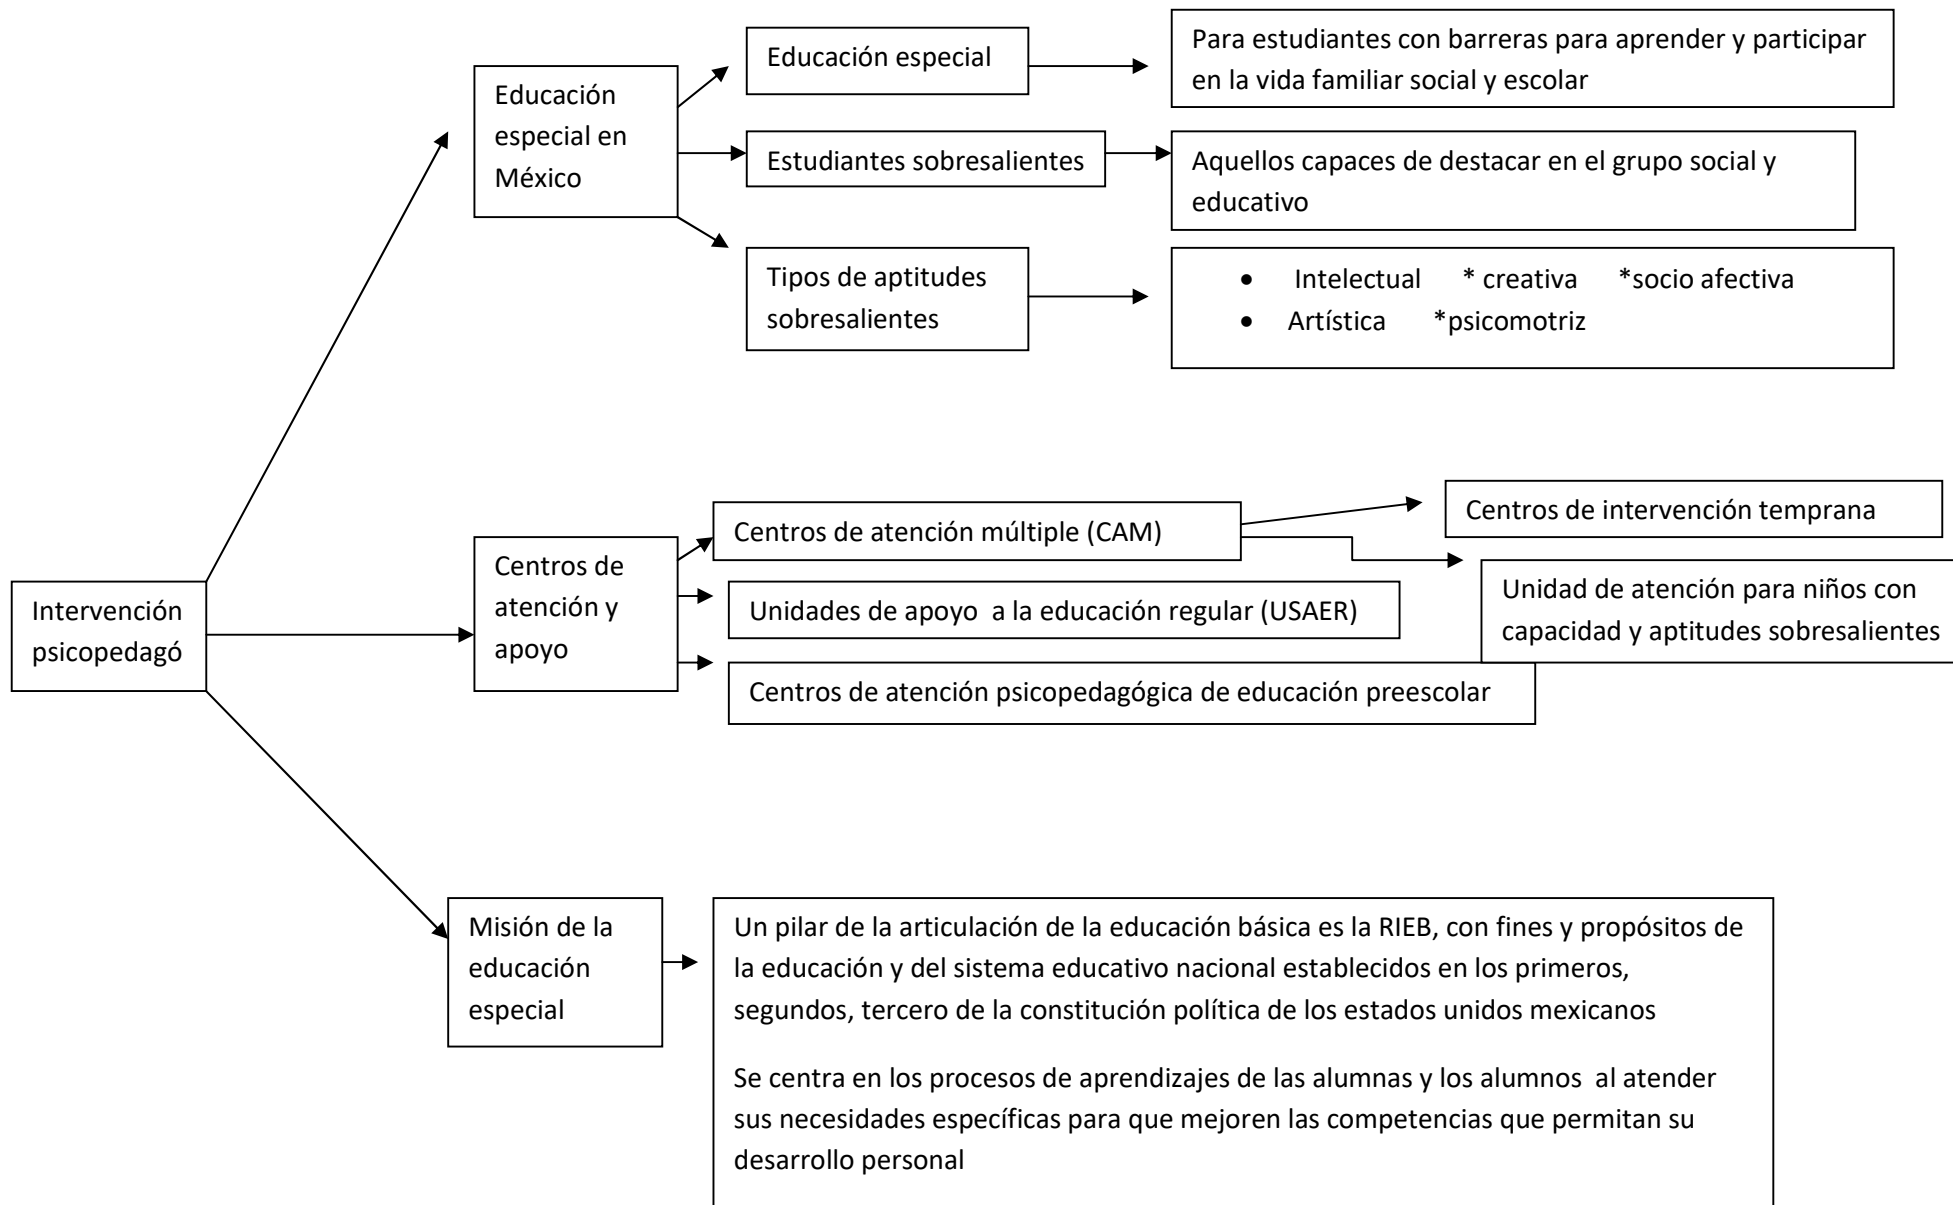 Educación especial
Para estudiantes con barreras para aprender y participar
en la vida familiar social y escolar
Educación
especial en
México
Estudiantes sobresalientes
Aquellos capaces de destacar en el grupo social y
educativo
Tipos de aptitudes
sobresalientes
• Intelectual * creativa *socio afectiva
• Artística *psicomotriz
Intervención
psicopedagó
Centros de
atención y
apoyo
Centros de atención múltiple (CAM)
Centros de intervención temprana
Unidad de atención para niños con
capacidad y aptitudes sobresalientes
Unidades de apoyo  a la educación regular (USAER)
Centros de atención psicopedagógica de educación preescolar
Misión de la
educación
especial
Un pilar de la articulación de la educación básica es la RIEB, con fines y propósitos de
la educación y del sistema educativo nacional establecidos en los primeros,
segundos, tercero de la constitución política de los estados unidos mexicanos
Se centra en los procesos de aprendizajes de las alumnas y los alumnos  al atender
sus necesidades específicas para que mejoren las competencias que permitan su
desarrollo personal